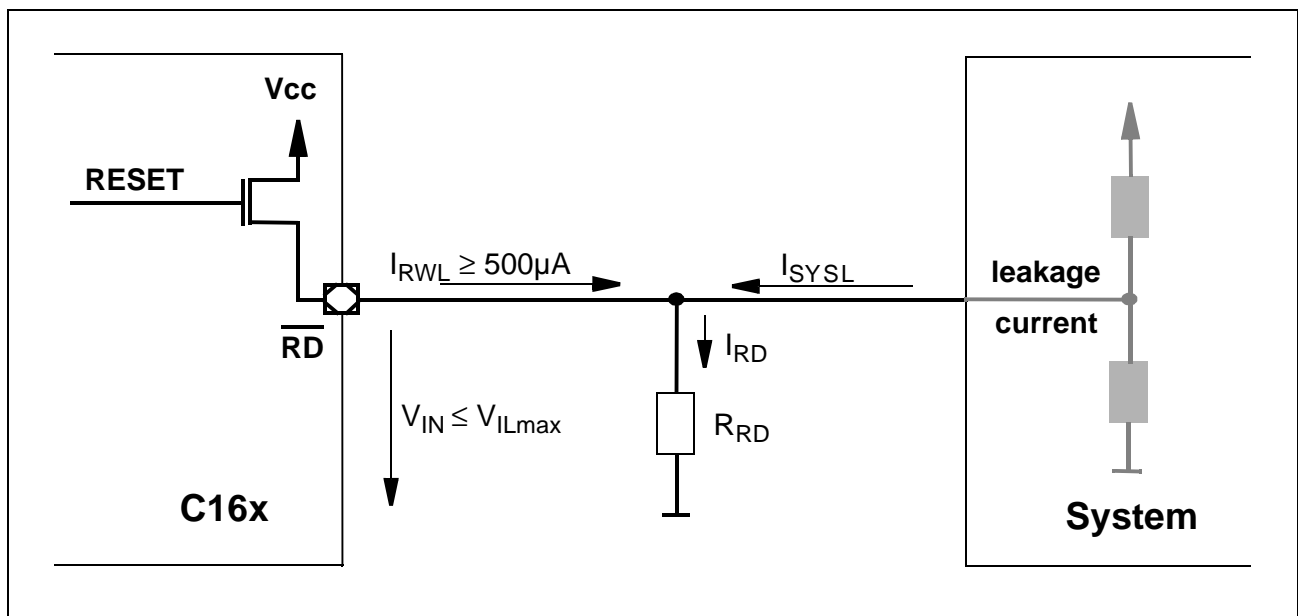 Vcc
RESET
I_RWL ≥ 500µA
I_SYSL
leakage
current
RD
I_RD
V_IN ≤ V_ILmax
R_RD
C16x
System